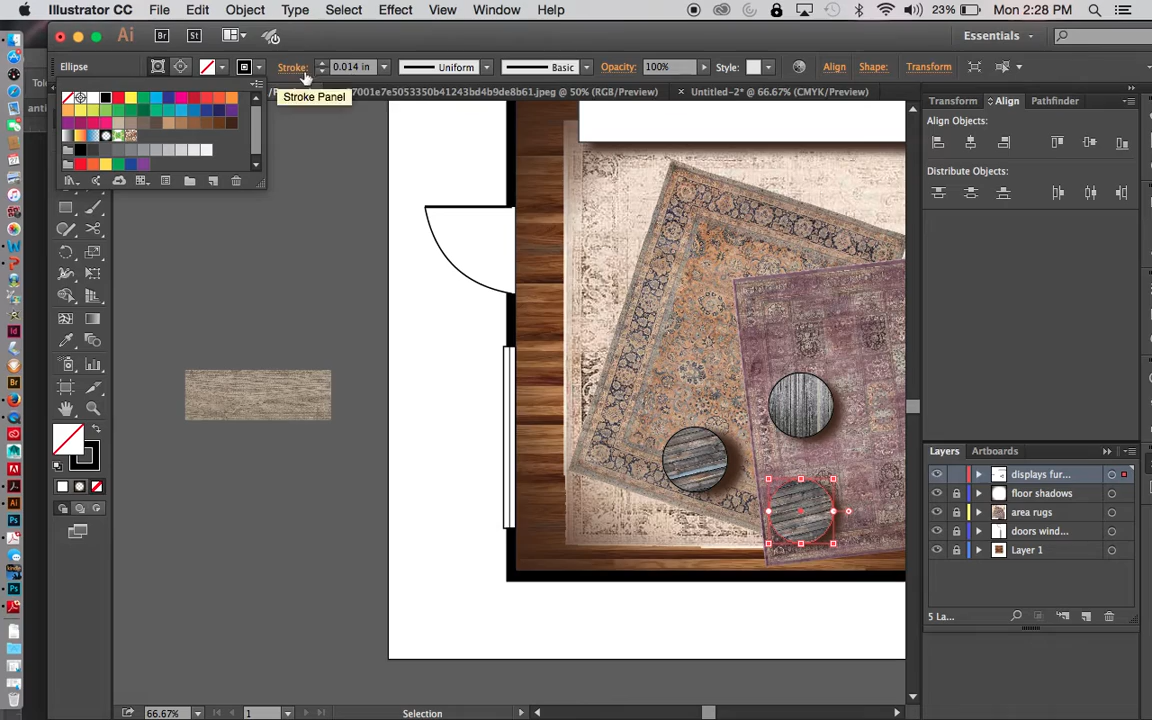 Illustrator CC File Edit Object Type Select Effect View Window Help 23% Mon 2:28 PM
Ai Br St Essentials
Ellipse Stroke: 0.014 in Uniform Basic Opacity: 100% Style: Align Shape: Transform
Stroke Panel
7001e7e5053350b41243bd4b9de8b61.jpeg @ 50% (RGB/Preview) × Untitled-2* @ 66.67% (CMYK/Preview)
Transform Align Pathfinder
Align Objects:
Distribute Objects:
Layers Artboards
displays fur...
floor shadows
area rugs
doors wind...
Layer 1
5 La...
66.67% 1 Selection